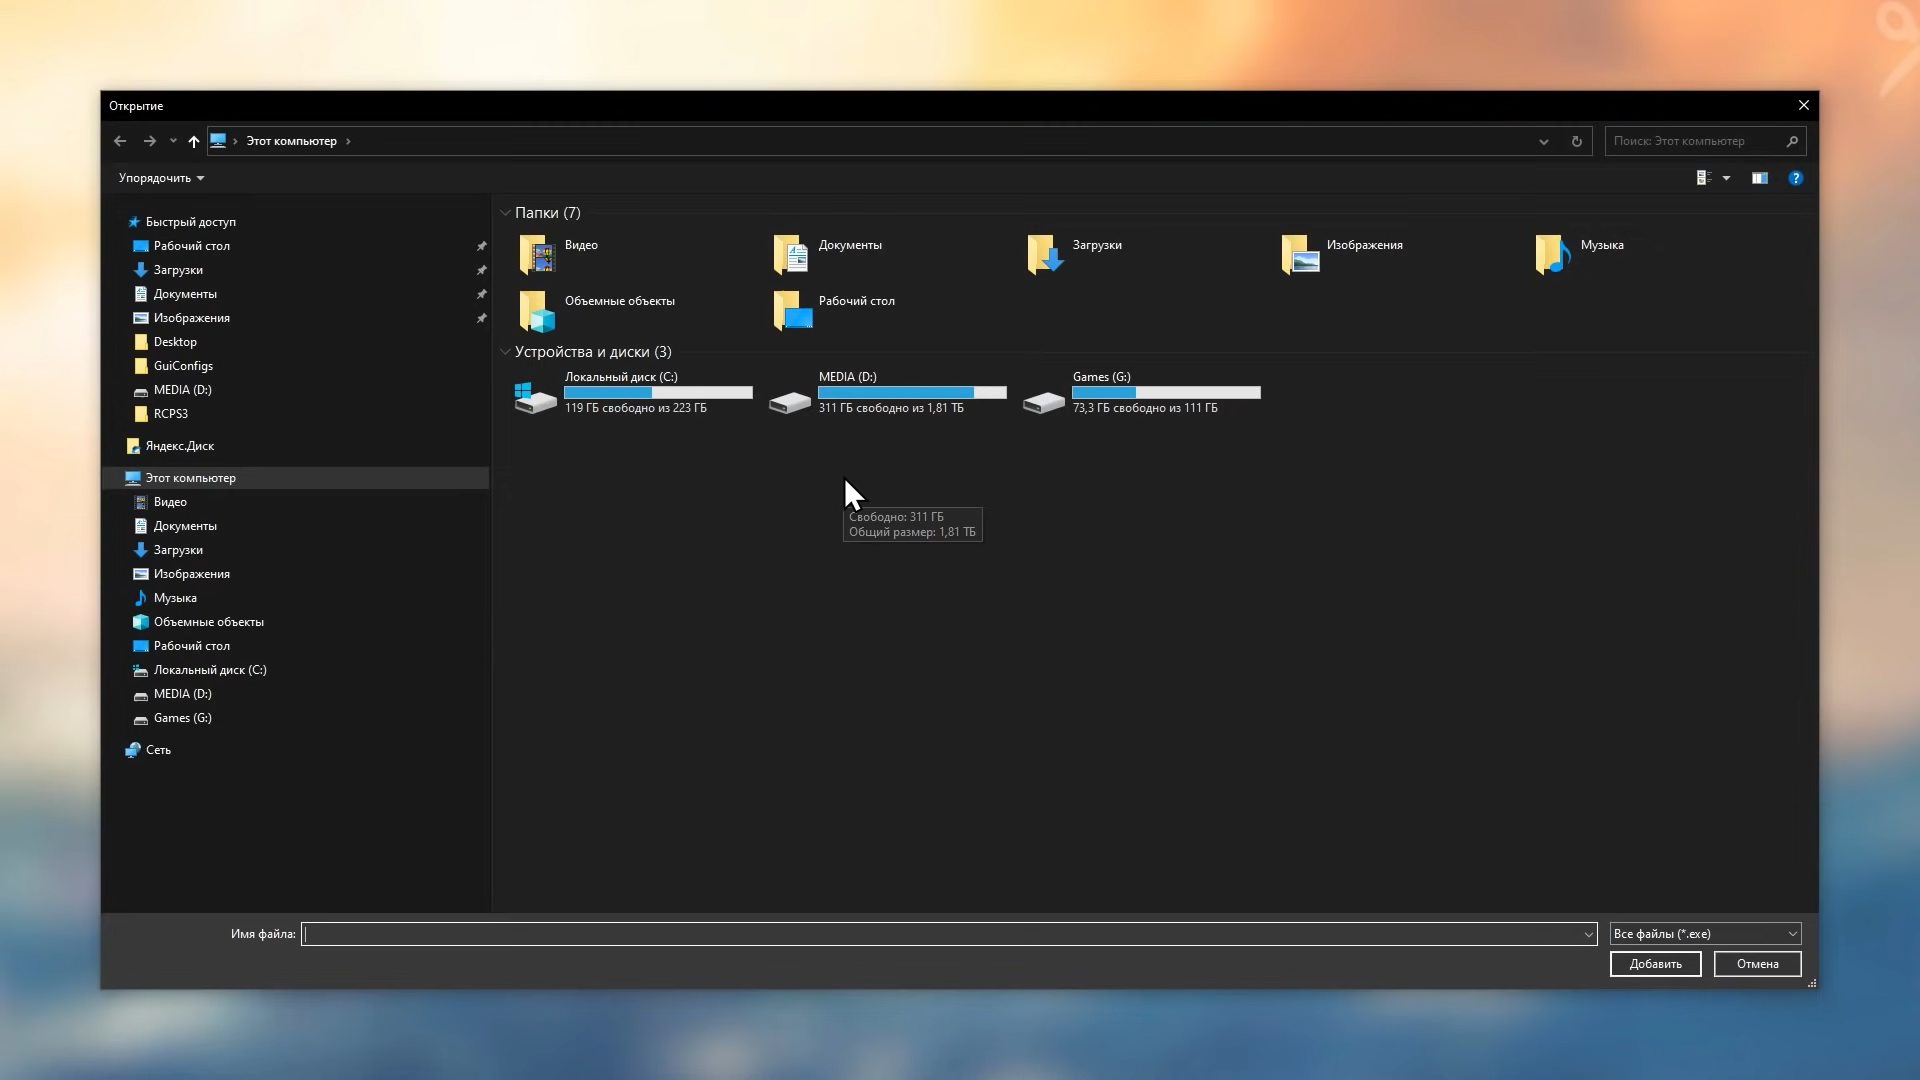 Открытие
Этот компьютер
Поиск: Этот компьютер
Упорядочить
Быстрый доступ
Рабочий стол
Загрузки
Документы
Изображения
Desktop
GuiConfigs
MEDIA (D:)
RCPS3
Яндекс.Диск
Этот компьютер
Видео
Документы
Загрузки
Изображения
Музыка
Объемные объекты
Рабочий стол
Локальный диск (C:)
MEDIA (D:)
Games (G:)
Сеть
Папки (7)
Видео
Документы
Загрузки
Изображения
Музыка
Объемные объекты
Рабочий стол
Устройства и диски (3)
Локальный диск (C:)
119 ГБ свободно из 223 ГБ
MEDIA (D:)
311 ГБ свободно из 1,81 ТБ
Games (G:)
73,3 ГБ свободно из 111 ГБ
Свободно: 311 ГБ
Общий размер: 1,81 ТБ
Имя файла:
Все файлы (*.exe)
Добавить
Отмена